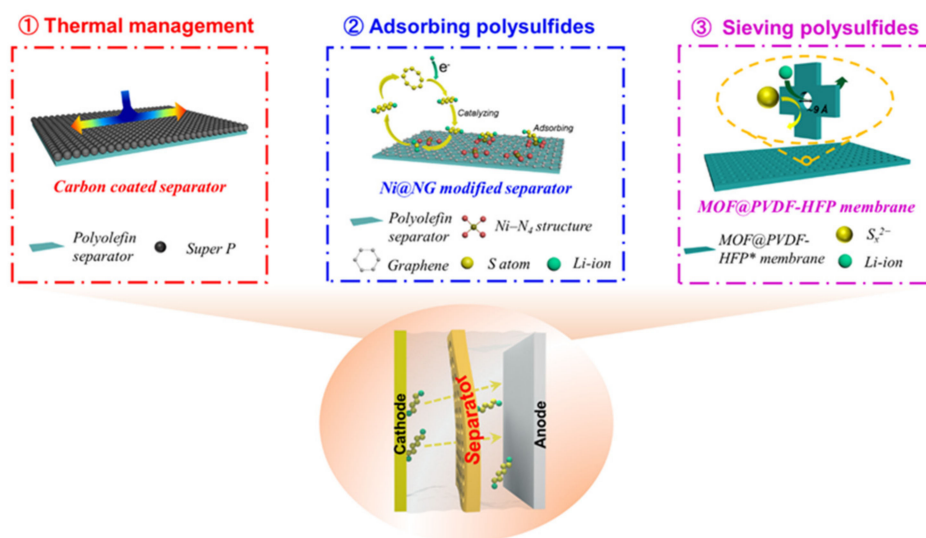 ① Thermal management
Carbon coated separator
Polyolefin
separator
Super P
② Adsorbing polysulfides
e⁻
Catalyzing
Adsorbing
Ni@NG modified separator
Polyolefin
separator
Ni–N₄ structure
Graphene
S atom
Li-ion
③ Sieving polysulfides
~9 Å
MOF@PVDF-HFP membrane
MOF@PVDF-
HFP* membrane
Sₓ²⁻
Li-ion
Cathode
Separator
Anode